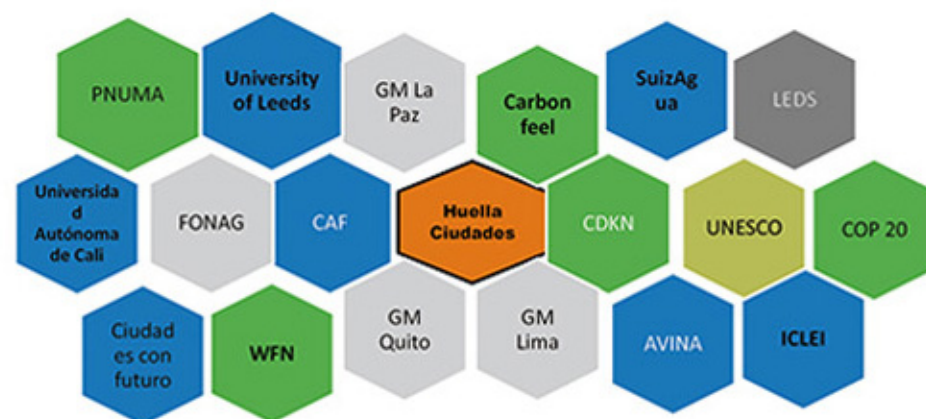 PNUMA
University
of Leeds
GM La
Paz
Carbon
feel
SuizAg
ua
LEDS
Universida
d
Autónoma
de Cali
FONAG
CAF
Huella
Ciudades
CDKN
UNESCO
COP 20
Ciudad
es con
futuro
WFN
GM
Quito
GM
Lima
AVINA
ICLEI